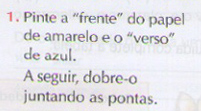 1. Pinte a “frente” do papel
de amarelo e o “verso”
de azul.
A seguir, dobre-o
juntando as pontas.